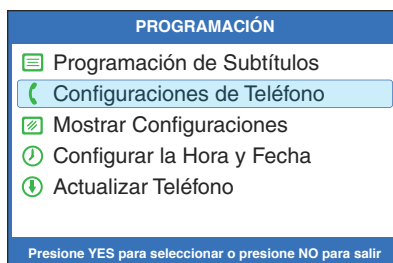 PROGRAMACIÓN
Programación de Subtítulos
Configuraciones de Teléfono
Mostrar Configuraciones
Configurar la Hora y Fecha
Actualizar Teléfono
Presione YES para seleccionar o presione NO para salir